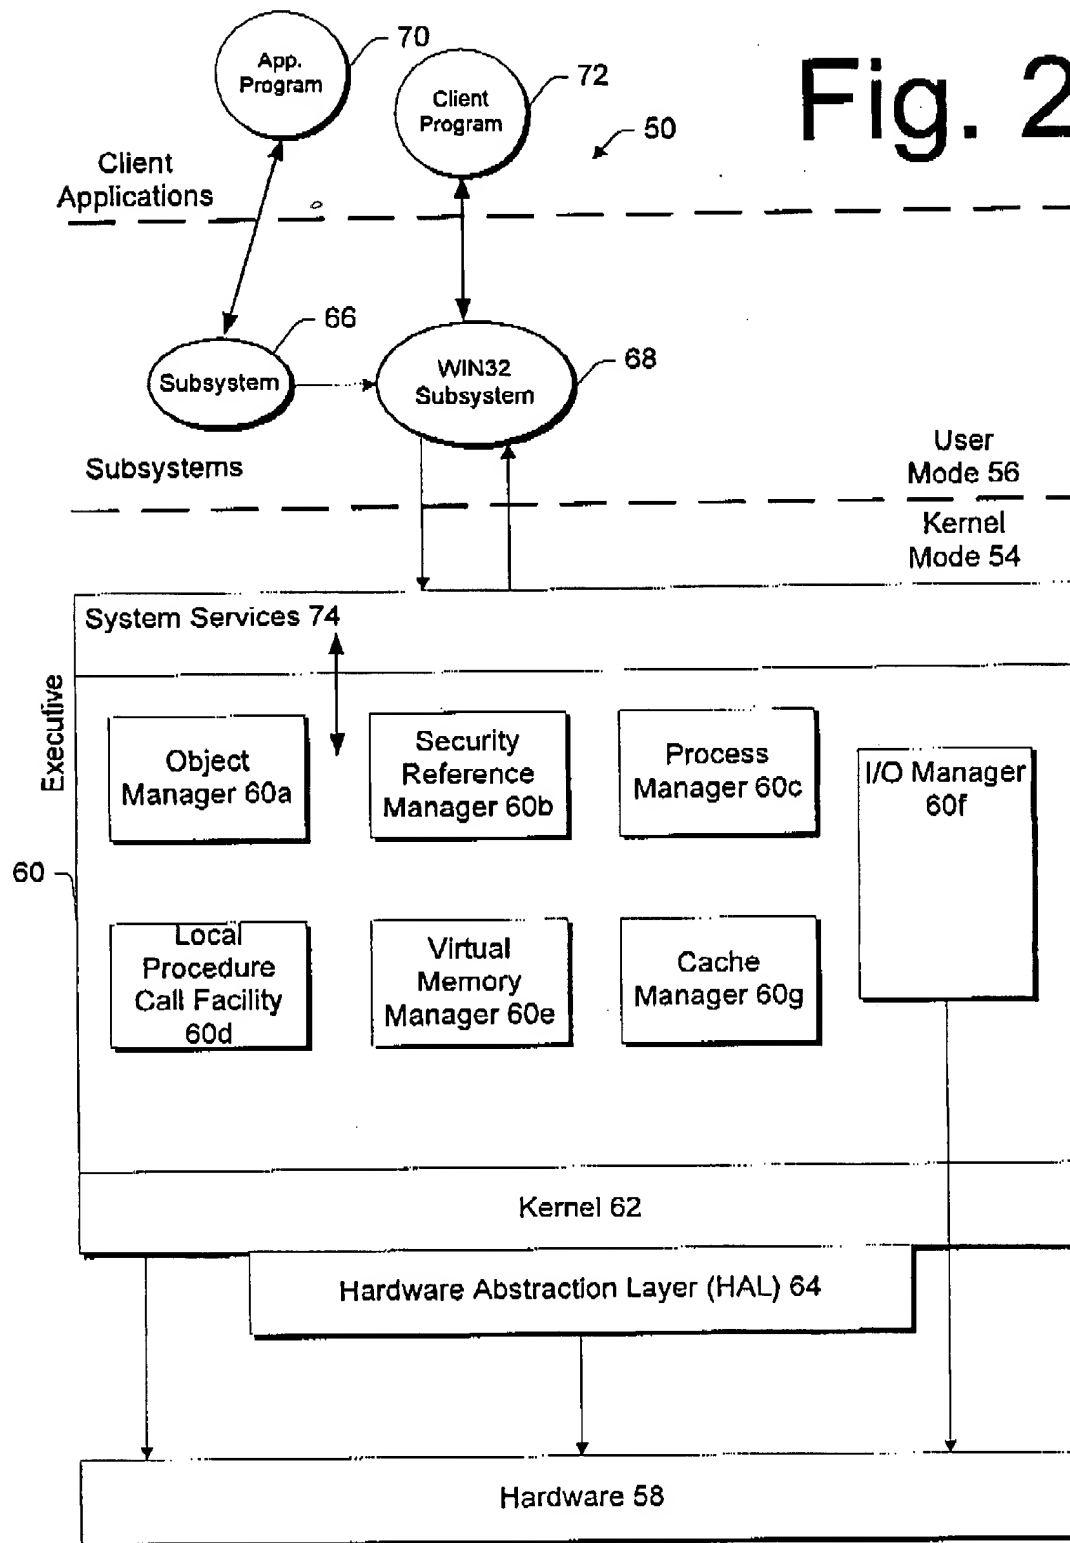 Fig. 2
70
App.
Program
72
Client
Program
50
Client
Applications
66
Subsystem
WIN32
Subsystem
68
Subsystems
User
Mode 56
Kernel
Mode 54
System Services 74
Executive
60
Object
Manager 60a
Security
Reference
Manager 60b
Process
Manager 60c
I/O Manager
60f
Local
Procedure
Call Facility
60d
Virtual
Memory
Manager 60e
Cache
Manager 60g
Kernel 62
Hardware Abstraction Layer (HAL) 64
Hardware 58